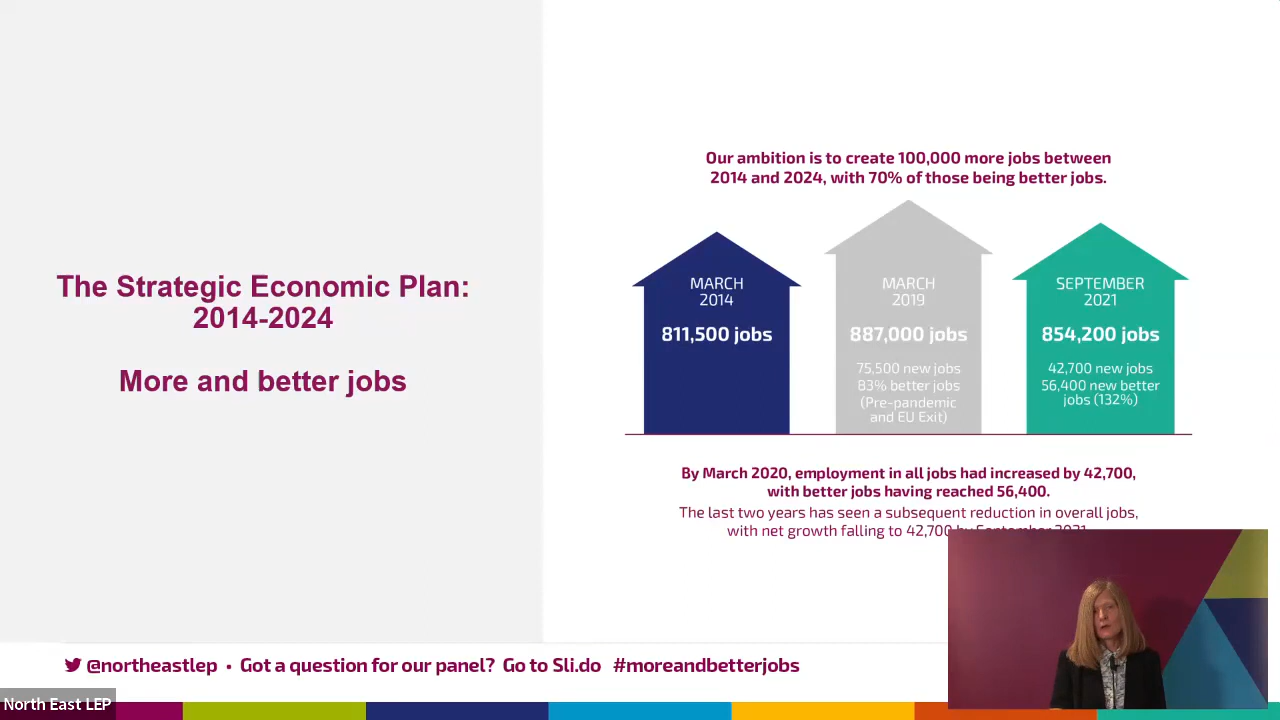 The Strategic Economic Plan:
2014-2024
More and better jobs
Our ambition is to create 100,000 more jobs between
2014 and 2024, with 70% of those being better jobs.
MARCH
2014
811,500 jobs
MARCH
2019
887,000 jobs
75,500 new jobs
83% better jobs
(Pre-pandemic
and EU Exit)
SEPTEMBER
2021
854,200 jobs
42,700 new jobs
56,400 new better
jobs (132%)
By March 2020, employment in all jobs had increased by 42,700,
with better jobs having reached 56,400.
The last two years has seen a subsequent reduction in overall jobs,
with net growth falling to 42,700 by September 2021
@northeastlep • Got a question for our panel? Go to Sli.do #moreandbetterjobs
North East LEP